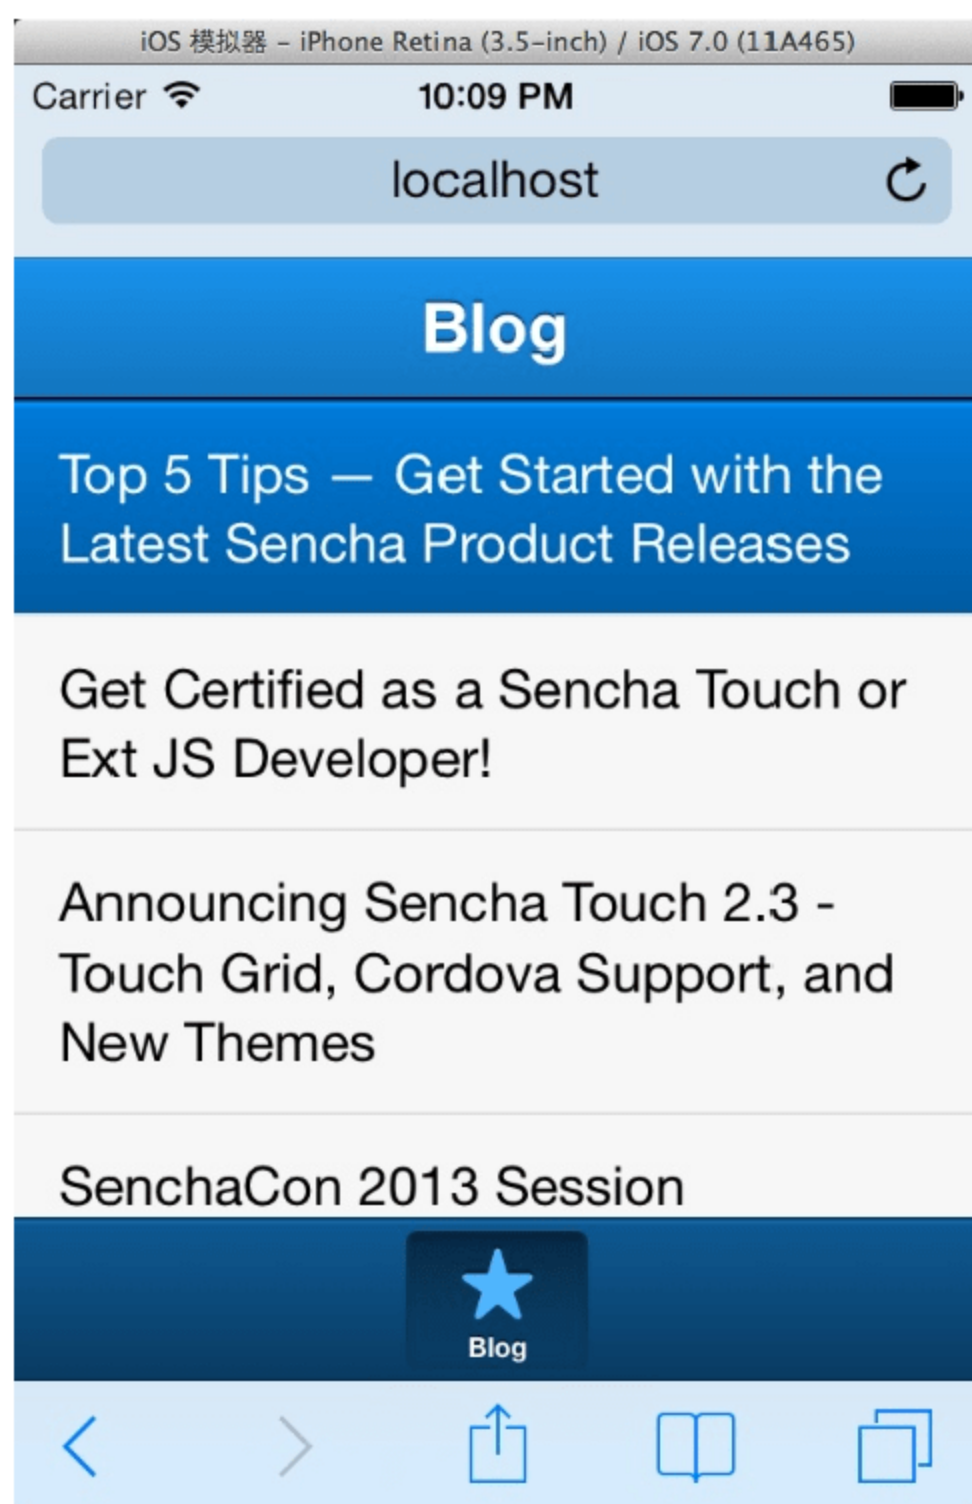 iOS 模拟器 – iPhone Retina (3.5-inch) / iOS 7.0 (11A465)
Carrier 10:09 PM
localhost
Blog
Top 5 Tips — Get Started with the
Latest Sencha Product Releases
Get Certified as a Sencha Touch or
Ext JS Developer!
Announcing Sencha Touch 2.3 -
Touch Grid, Cordova Support, and
New Themes
SenchaCon 2013 Session
Blog